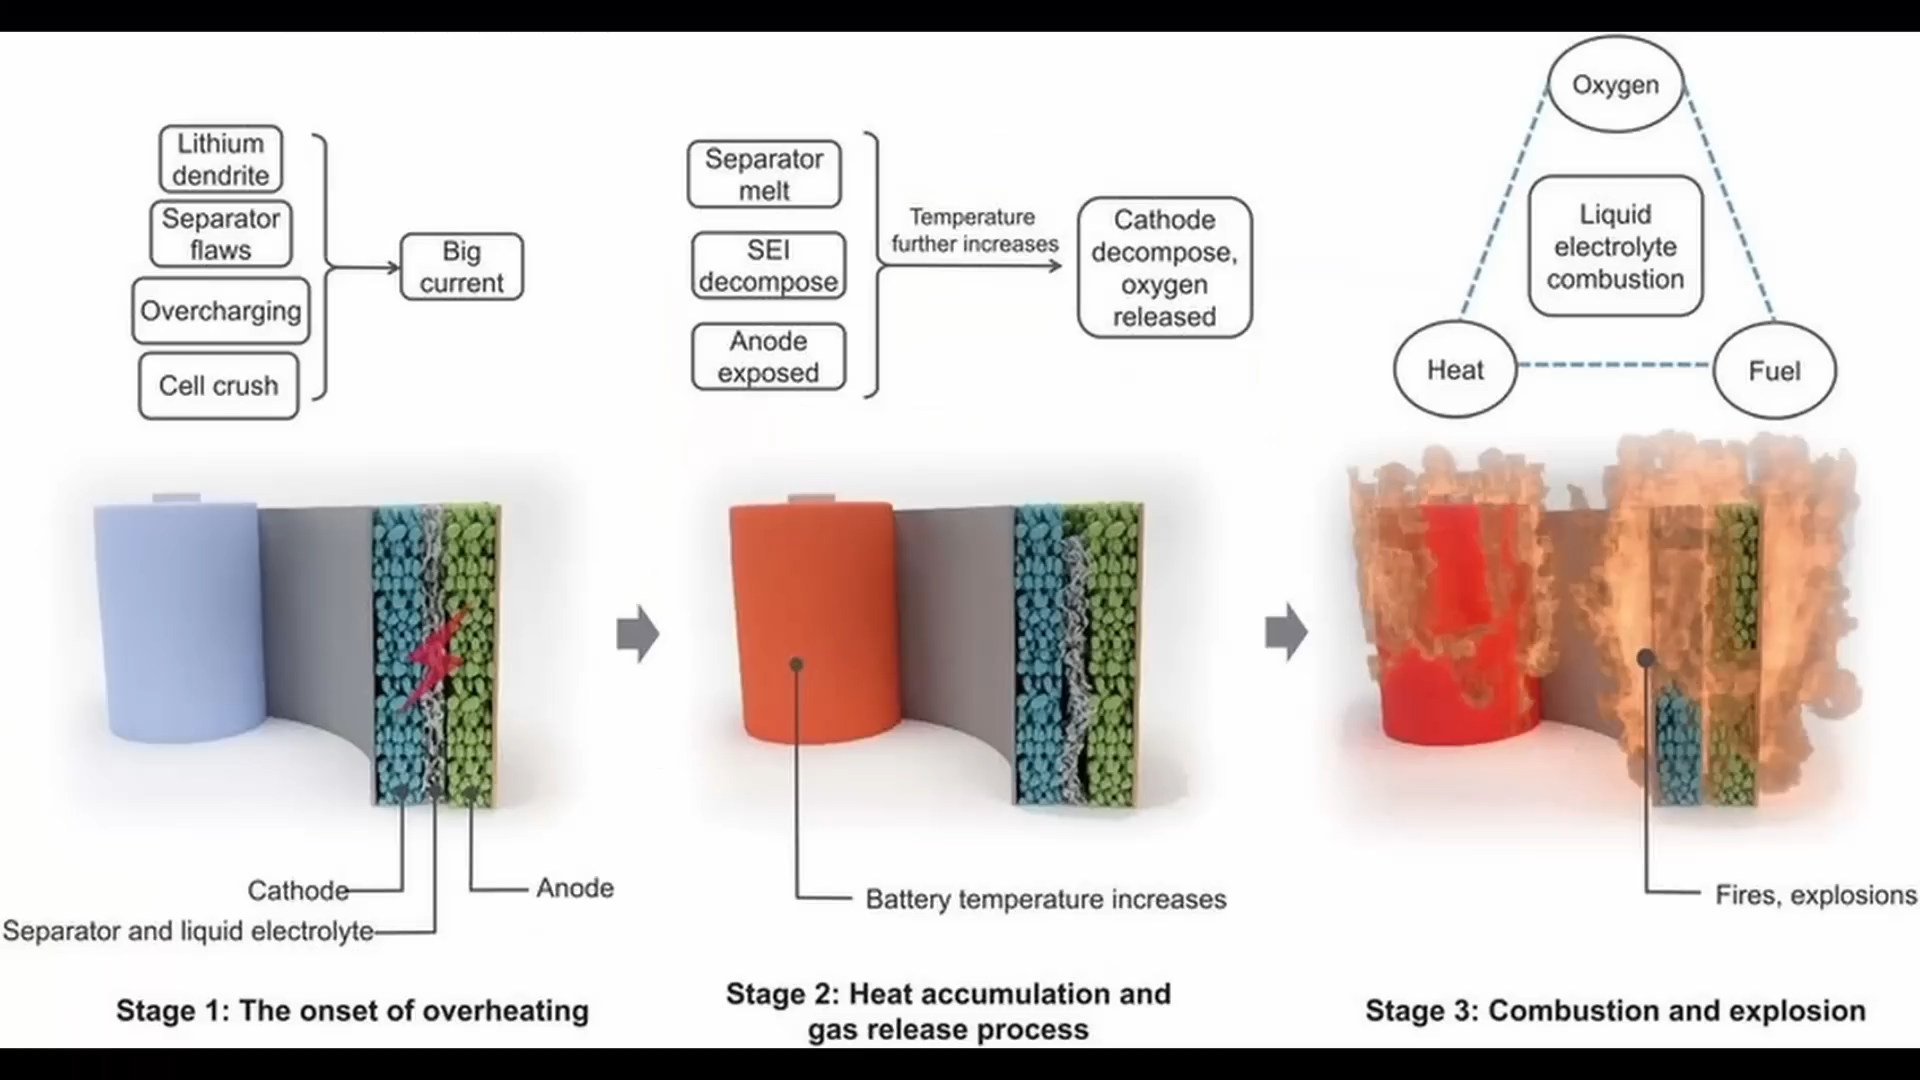 Lithium
dendrite
Separator
flaws
Overcharging
Cell crush
Big
current
Cathode
Separator and liquid electrolyte
Anode
Stage 1: The onset of overheating
Separator
melt
SEI
decompose
Anode
exposed
Temperature
further increases
Cathode
decompose,
oxygen
released
Battery temperature increases
Stage 2: Heat accumulation and
gas release process
Oxygen
Liquid
electrolyte
combustion
Heat
Fuel
Fires, explosions
Stage 3: Combustion and explosion